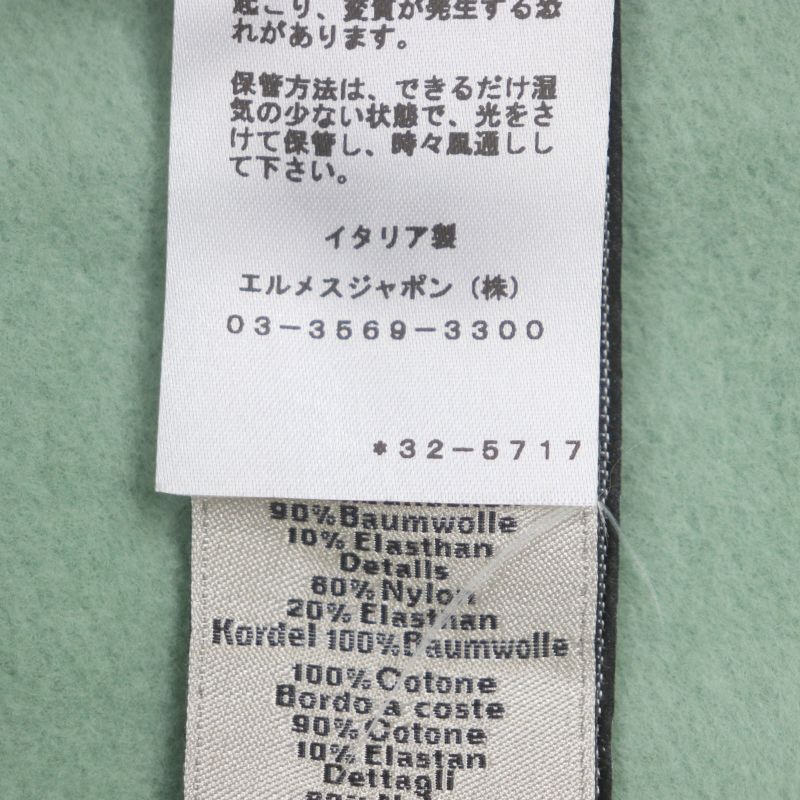 起こり、変質が発生する恐
れがあります。
保管方法は、できるだけ湿
気の少ない状態で、光をさ
けて保管し、時々風通しし
て下さい。
イタリア製
エルメスジャポン（株）
03-3569-3300
*32-5717
90%Baumwolle
10% Elasthan
Details
80% Nylon
20% Elasthan
Kordel 100%Baumwolle
100%Cotone
Bordo a coste
90%Cotone
10% Elastan
Dettagli